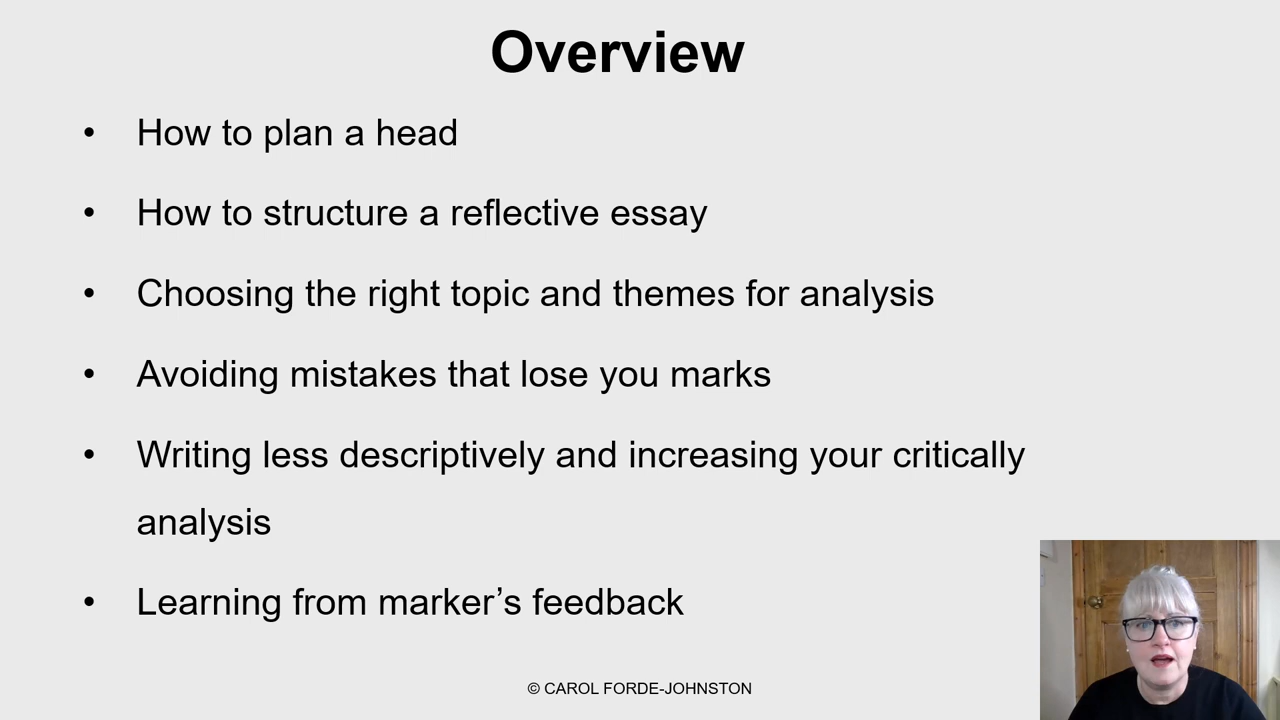 Overview
• How to plan a head
• How to structure a reflective essay
• Choosing the right topic and themes for analysis
• Avoiding mistakes that lose you marks
• Writing less descriptively and increasing your critically
analysis
• Learning from marker’s feedback
© CAROL FORDE-JOHNSTON